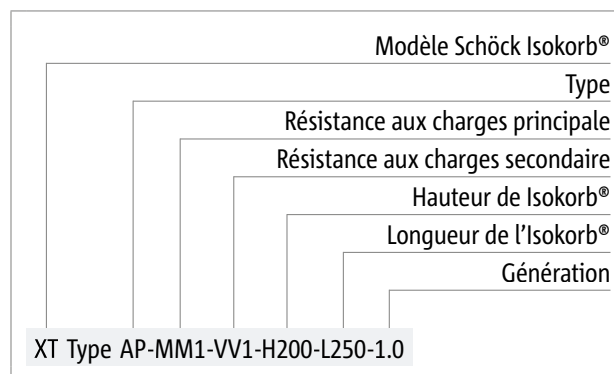 Modèle Schöck Isokorb®
Type
Résistance aux charges principale
Résistance aux charges secondaire
Hauteur de Isokorb®
Longueur de l'Isokorb®
Génération
XT Type AP-MM1-VV1-H200-L250-1.0